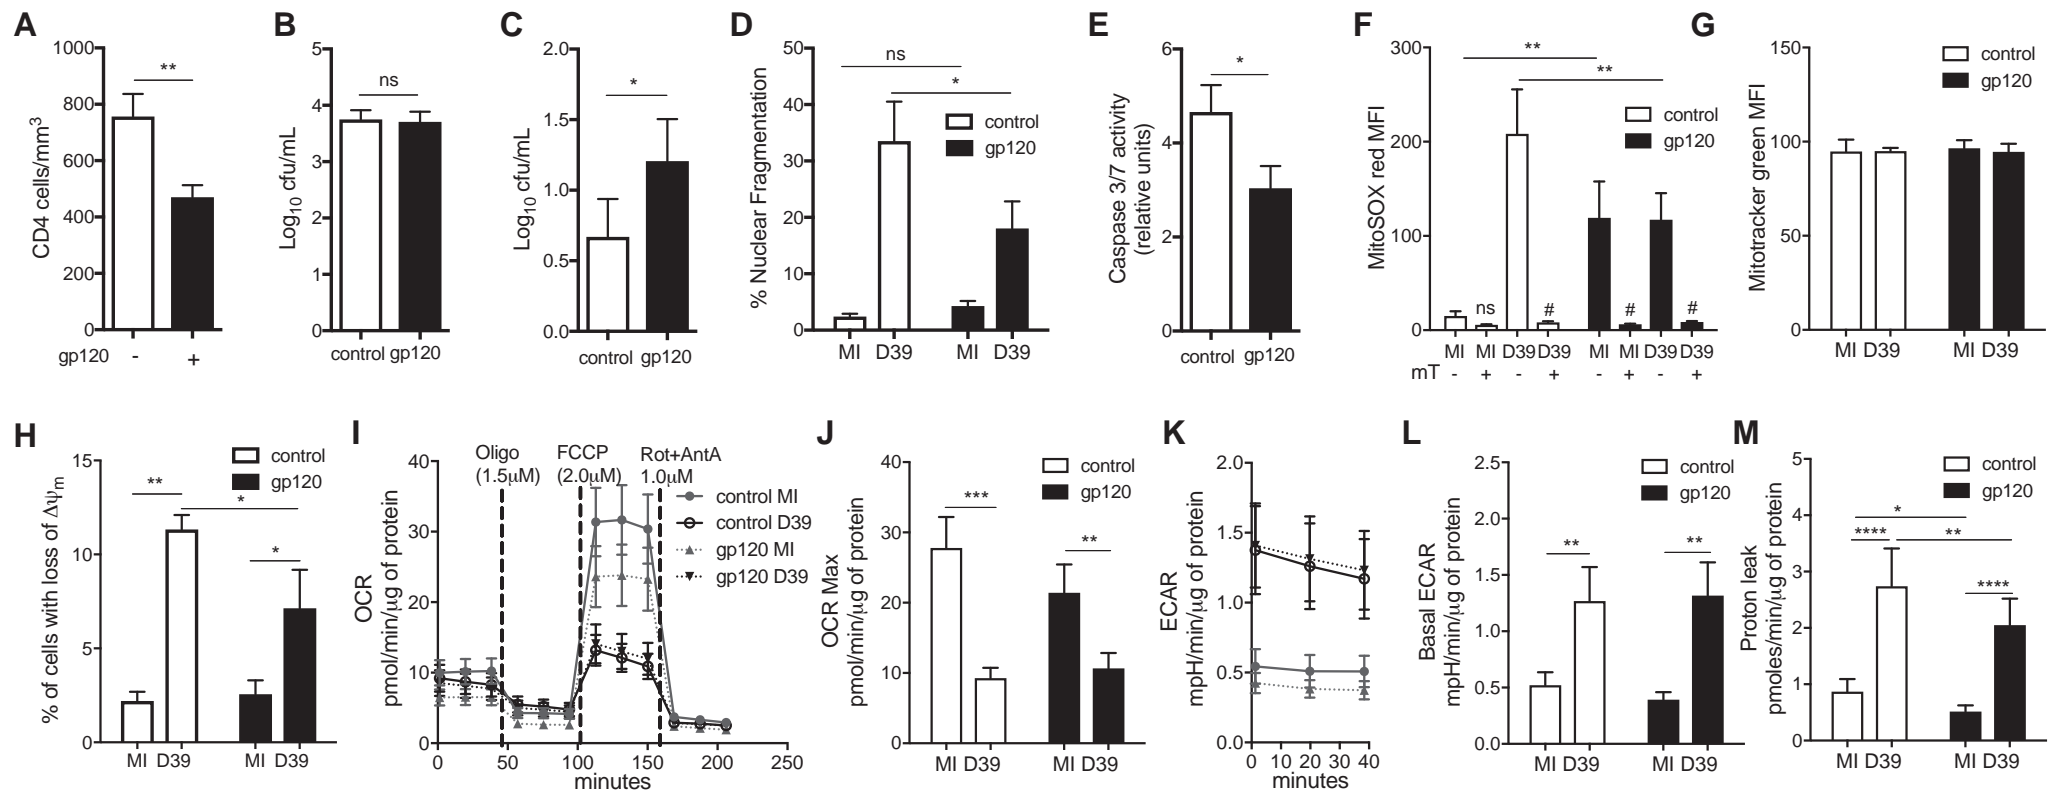 A
1000
800
600
400
200
0
CD4 cells/mm3
**
gp120 - +
B
5
4
3
2
1
0
Log10 cfu/mL
ns
control gp120
C
2.0
1.5
1.0
0.5
0.0
Log10 cfu/mL
*
control gp120
D
50
40
30
20
10
0
% Nuclear Fragmentation
ns
*
control
gp120
MI D39 MI D39
E
6
4
2
0
Caspase 3/7 activity
(relative units)
*
control gp120
F
300
200
100
0
MitoSOX red MFI
**
**
control
gp120
ns # # #
MI MI D39 D39 MI MI D39 D39
mT - + - + - + - +
G
150
100
50
0
Mitotracker green MFI
control
gp120
MI D39 MI D39
H
15
10
5
0
% of cells with loss of Δψm
control
gp120
**
*
*
MI D39 MI D39
I
40
30
20
10
0
OCR
pmol/min/μg of protein
Oligo
(1.5μM)
FCCP
(2.0μM)
Rot+AntA
1.0μM
control MI
control D39
gp120 MI
gp120 D39
0 50 100 150 200 250
minutes
J
40
20
0
OCR Max
pmol/min/μg of protein
control
gp120
***
**
MI D39 MI D39
K
2.0
1.5
1.0
0.5
0.0
ECAR
mpH/min/μg of protein
0 10 20 30 40
minutes
L
2.5
2.0
1.5
1.0
0.5
0.0
Basal ECAR
mpH/min/μg of protein
control
gp120
**
**
MI D39 MI D39
M
5
4
3
2
1
0
Proton leak
pmoles/min/μg of protein
control
gp120
*
****
**
****
MI D39 MI D39